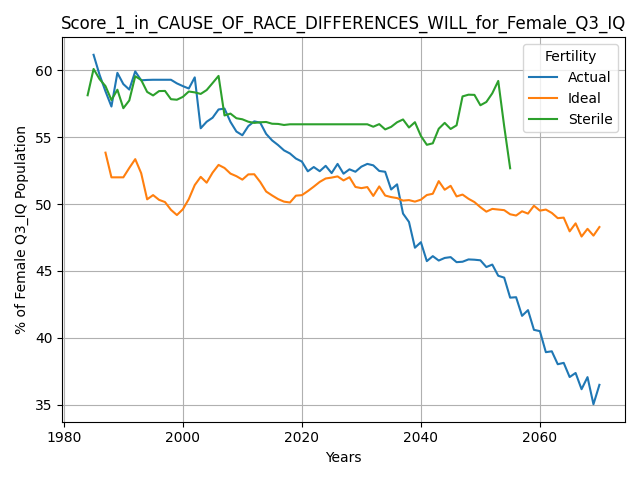 Score_1_in_CAUSE_OF_RACE_DIFFERENCES_WILL_for_Female_Q3_IQ
Fertility
Actual
Ideal
Sterile
% of Female Q3_IQ Population
60
55
50
45
40
35
1980
2000
2020
2040
2060
Years